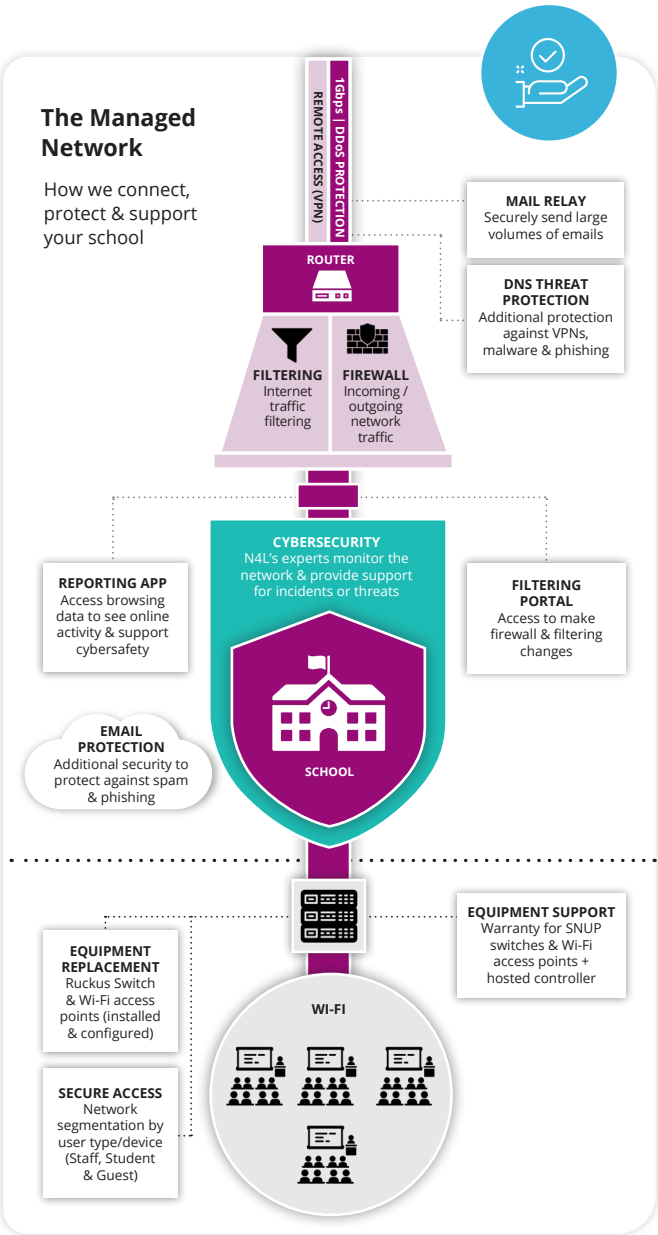 The Managed
Network
How we connect,
protect & support
your school
REMOTE ACCESS (VPN)
1Gbps | DDoS PROTECTION
MAIL RELAY
Securely send large
volumes of emails
ROUTER
DNS THREAT
PROTECTION
Additional protection
against VPNs,
malware & phishing
FILTERING
Internet
traffic
filtering
FIREWALL
Incoming /
outgoing
network
traffic
CYBERSECURITY
N4L's experts monitor the
network & provide support
for incidents or threats
REPORTING APP
Access browsing
data to see online
activity & support
cybersafety
FILTERING
PORTAL
Access to make
firewall & filtering
changes
EMAIL
PROTECTION
Additional security to
protect against spam
& phishing
SCHOOL
EQUIPMENT
REPLACEMENT
Ruckus Switch
& Wi-Fi access
points (installed
& configured)
EQUIPMENT SUPPORT
Warranty for SNUP
switches & Wi-Fi
access points +
hosted controller
WI-FI
SECURE ACCESS
Network
segmentation by
user type/device
(Staff, Student
& Guest)